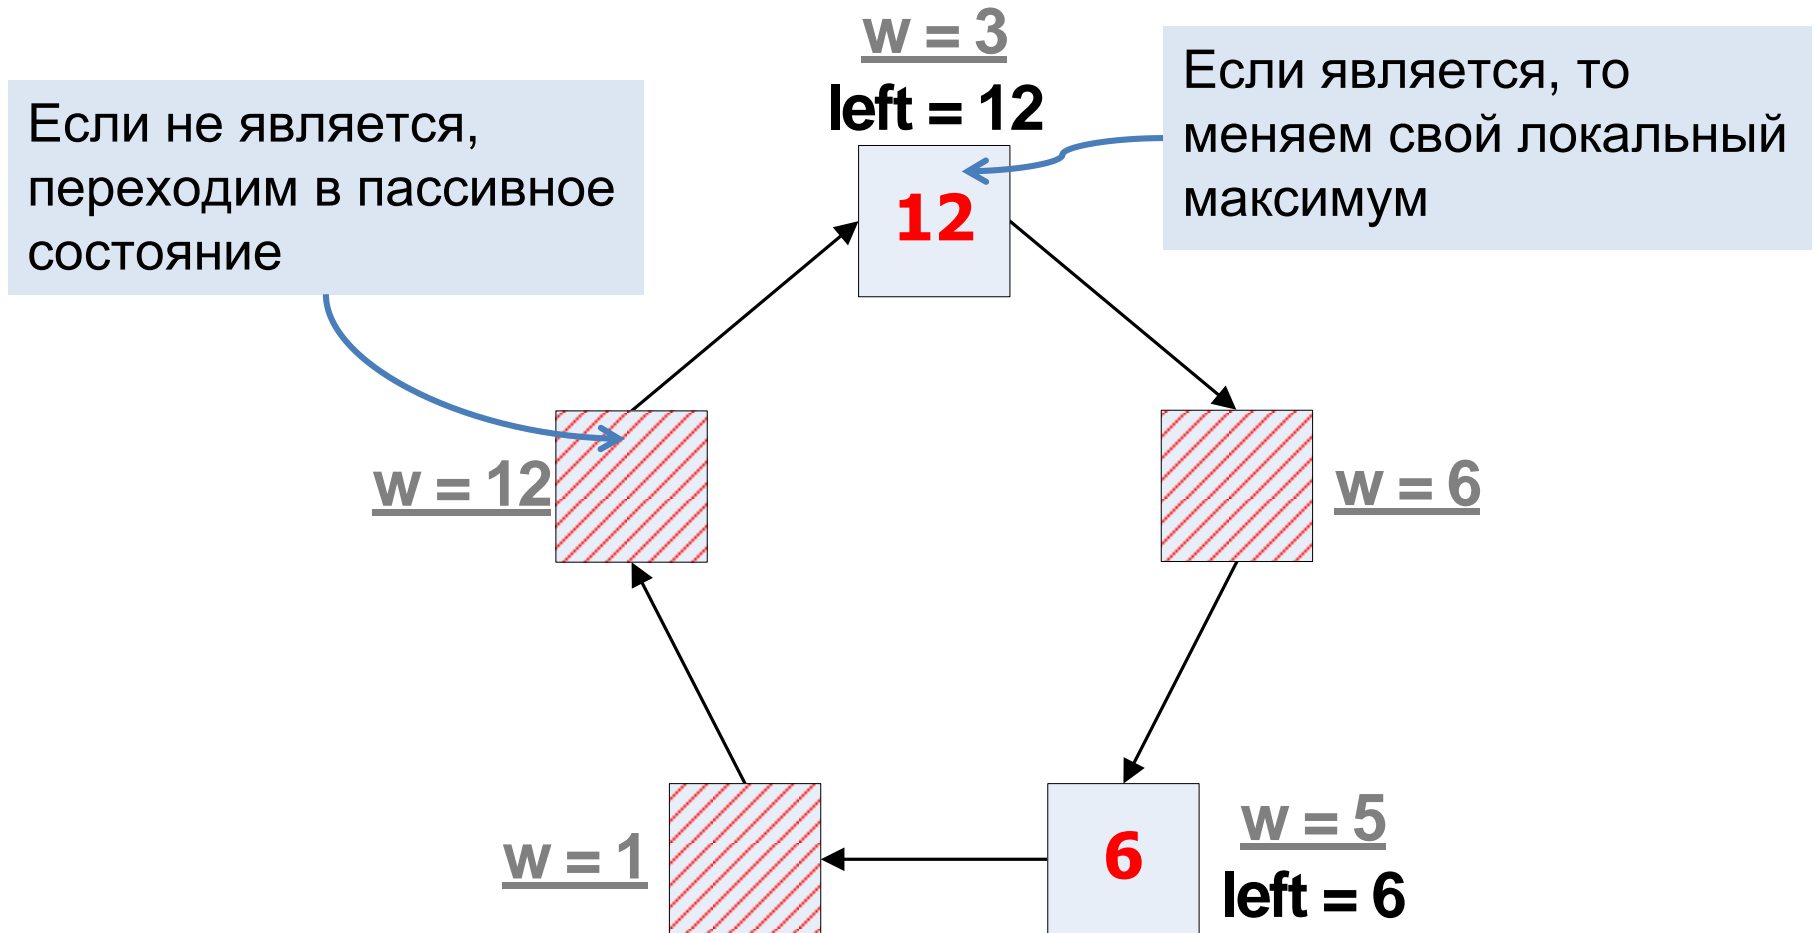 w = 3
left = 12
Если не является,
переходим в пассивное
состояние
Если является, то
меняем свой локальный
максимум
12
w = 12
w = 6
w = 1
6
w = 5
left = 6